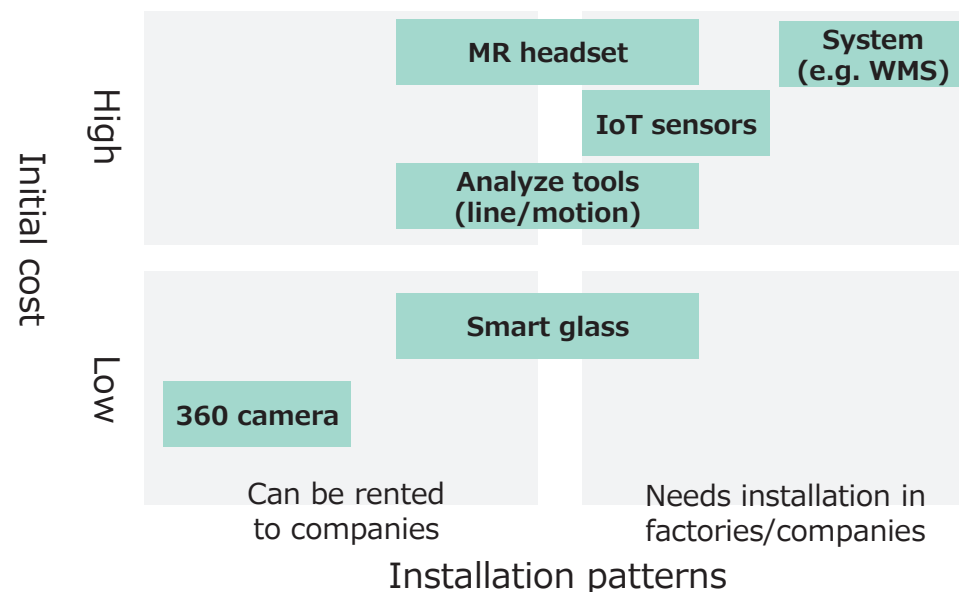 Initial cost
High
MR headset
System
(e.g. WMS)
IoT sensors
Analyze tools
(line/motion)
Low
Smart glass
360 camera
Can be rented
to companies
Needs installation in
factories/companies
Installation patterns